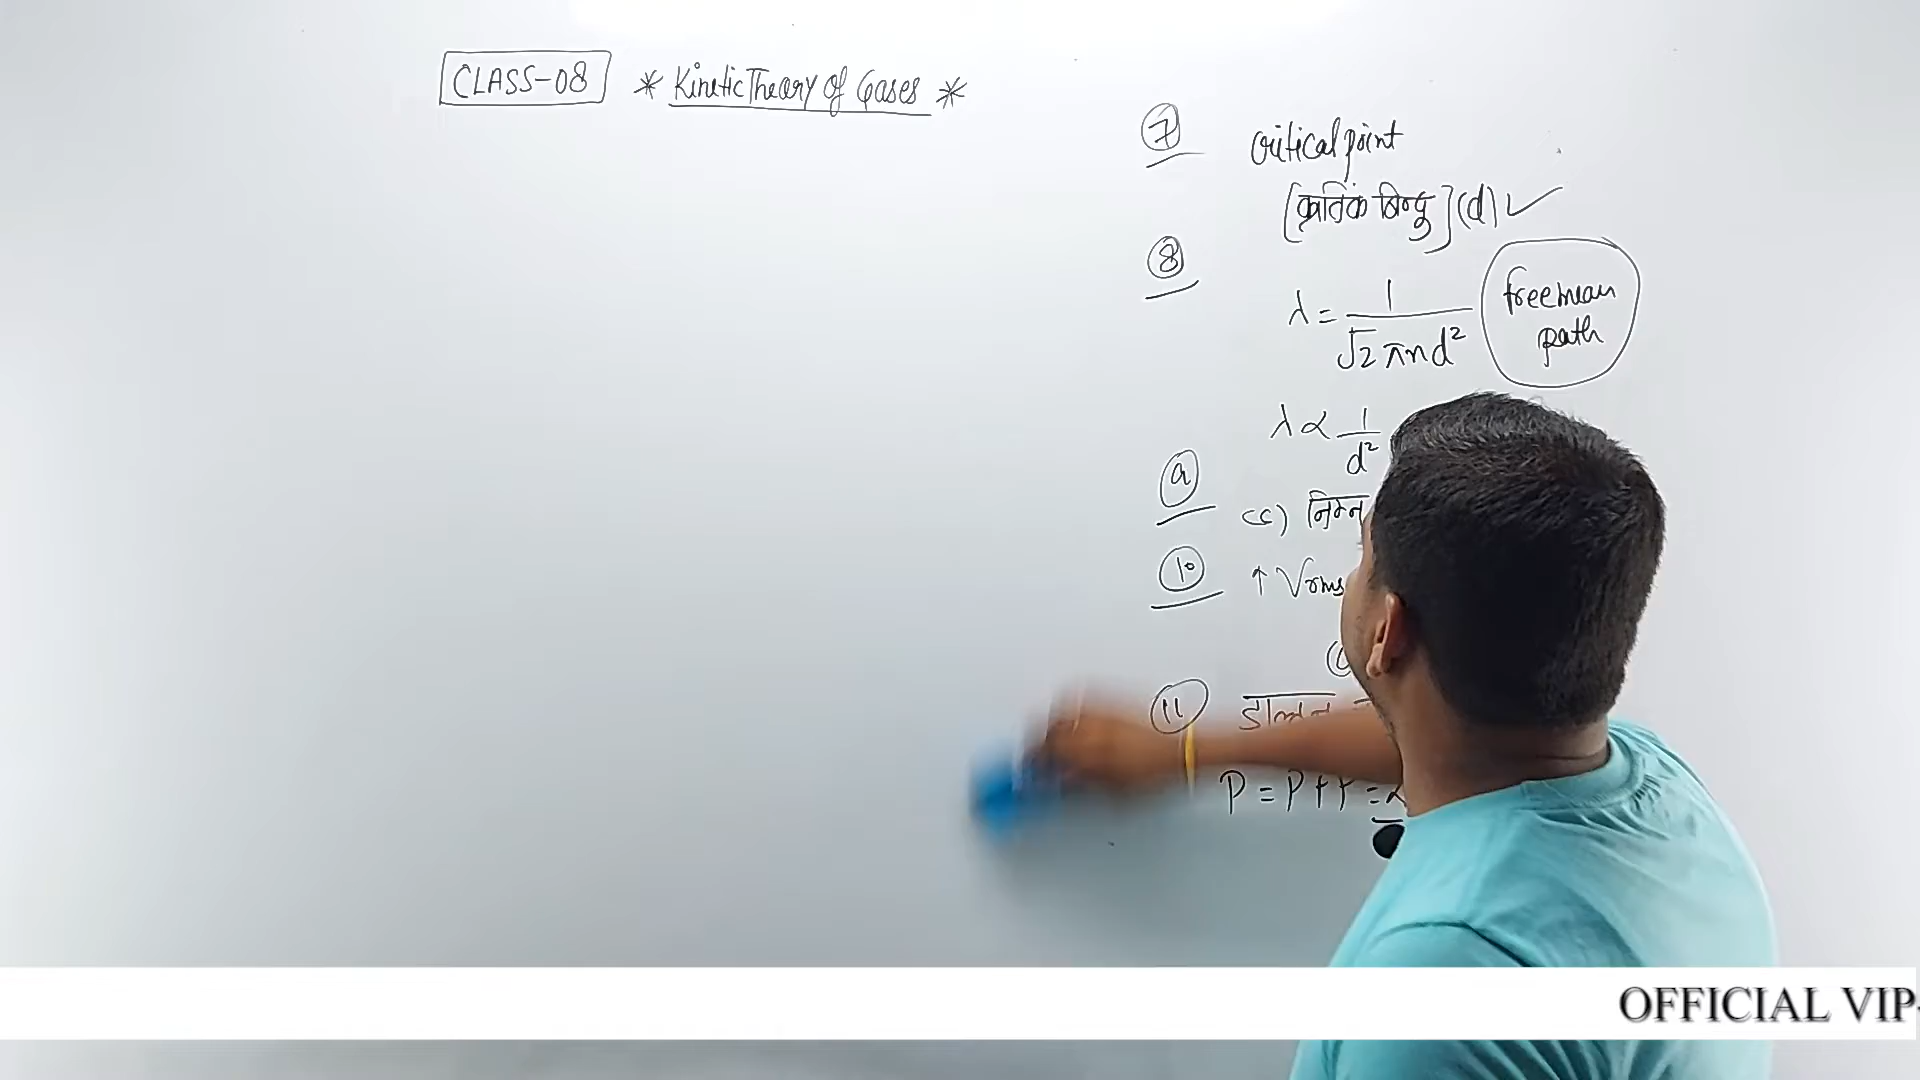 CLASS-08 * Kinetic Theory of Gases *
7 Critical point
[क्रांतिक बिन्दु] (d) ✓
8
λ = 1/√2 πnd² free mean path
λ ∝ 1/d²
9 (c) निम्न
10 ↑ Vrms
11 डाल्टन
P = P + P =
OFFICIAL VIP